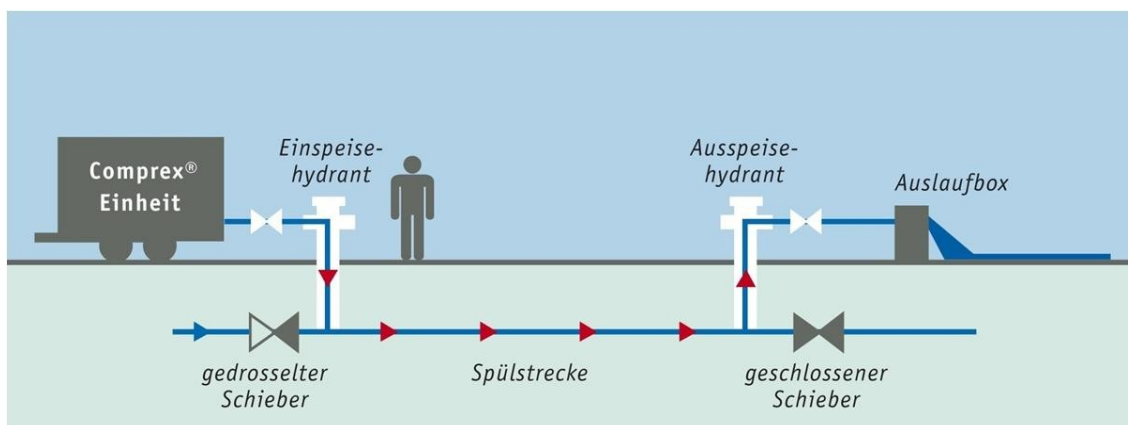 Comprex®
Einheit
Einspeise-
hydrant
Ausspeise-
hydrant
Auslaufbox
gedrosselter
Schieber
Spülstrecke
geschlossener
Schieber